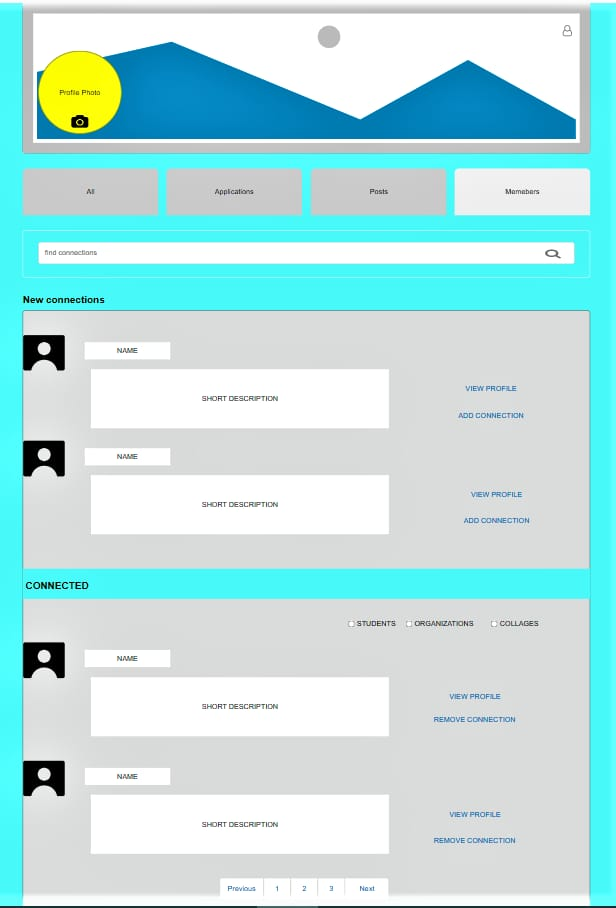 Profile Photo
All
Applications
Posts
Memebers
find connections
New connections
NAME
SHORT DESCRIPTION
VIEW PROFILE
ADD CONNECTION
NAME
SHORT DESCRIPTION
VIEW PROFILE
ADD CONNECTION
CONNECTED
STUDENTS ORGANIZATIONS COLLAGES
NAME
SHORT DESCRIPTION
VIEW PROFILE
REMOVE CONNECTION
NAME
SHORT DESCRIPTION
VIEW PROFILE
REMOVE CONNECTION
Previous 1 2 3 Next